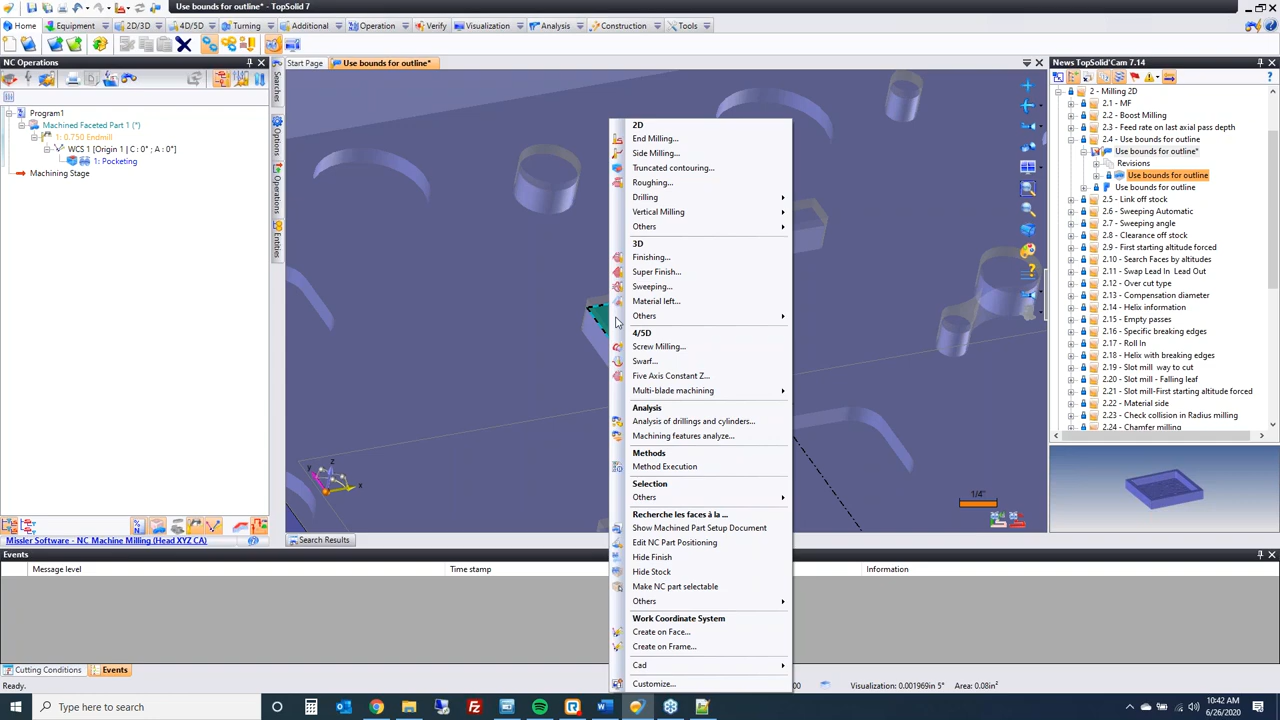 Use bounds for outline* - TopSolid 7
Home
Equipment
2D/3D
4D/5D
Turning
Additional
Operation
Verify
Visualization
Analysis
Construction
Tools
NC Operations
Start Page
Use bounds for outline*
News TopSolid'Cam 7.14
Searches
Options
Operations
Entities
Program1
Machined Faceted Part 1 (*)
1: 0.750 Endmill
WCS 1 [Origin 1 | C: 0° ; A: 0°]
1: Pocketing
Machining Stage
2D
End Milling...
Side Milling...
Truncated contouring...
Roughing...
Drilling
Vertical Milling
Others
3D
Finishing...
Super Finish...
Sweeping...
Material left...
Others
4/5D
Screw Milling...
Swarf...
Five Axis Constant Z...
Multi-blade machining
Analysis
Analysis of drillings and cylinders...
Machining features analyze...
Methods
Method Execution
Selection
Others
Recherche les faces à la ...
Show Machined Part Setup Document
Edit NC Part Positioning
Hide Finish
Hide Stock
Make NC part selectable
Others
Work Coordinate System
Create on Face...
Create on Frame...
Cad
Customize...
2 - Milling 2D
2.1 - MF
2.2 - Boost Milling
2.3 - Feed rate on last axial pass depth
2.4 - Use bounds for outline
Use bounds for outline*
Revisions
Use bounds for outline
Use bounds for outline
2.5 - Link off stock
2.6 - Sweeping Automatic
2.7 - Sweeping angle
2.8 - Clearance off stock
2.9 - First starting altitude forced
2.10 - Search Faces by altitudes
2.11 - Swap Lead In Lead Out
2.12 - Over cut type
2.13 - Compensation diameter
2.14 - Helix information
2.15 - Empty passes
2.16 - Specific breaking edges
2.17 - Roll In
2.18 - Helix with breaking edges
2.19 - Slot mill way to cut
2.20 - Slot mill - Falling leaf
2.21 - Slot mill-First starting altitude forced
2.22 - Material side
2.23 - Check collision in Radius milling
2.24 - Chamfer milling
z
y
x
1/4"
Missler Software - NC Machine Milling (Head XYZ CA)
Search Results
Events
Message level
Time stamp
Information
Cutting Conditions
Events
Ready.
00
Visualization: 0.001969in 5°
Area: 0.08in²
Type here to search
10:42 AM
6/26/2020